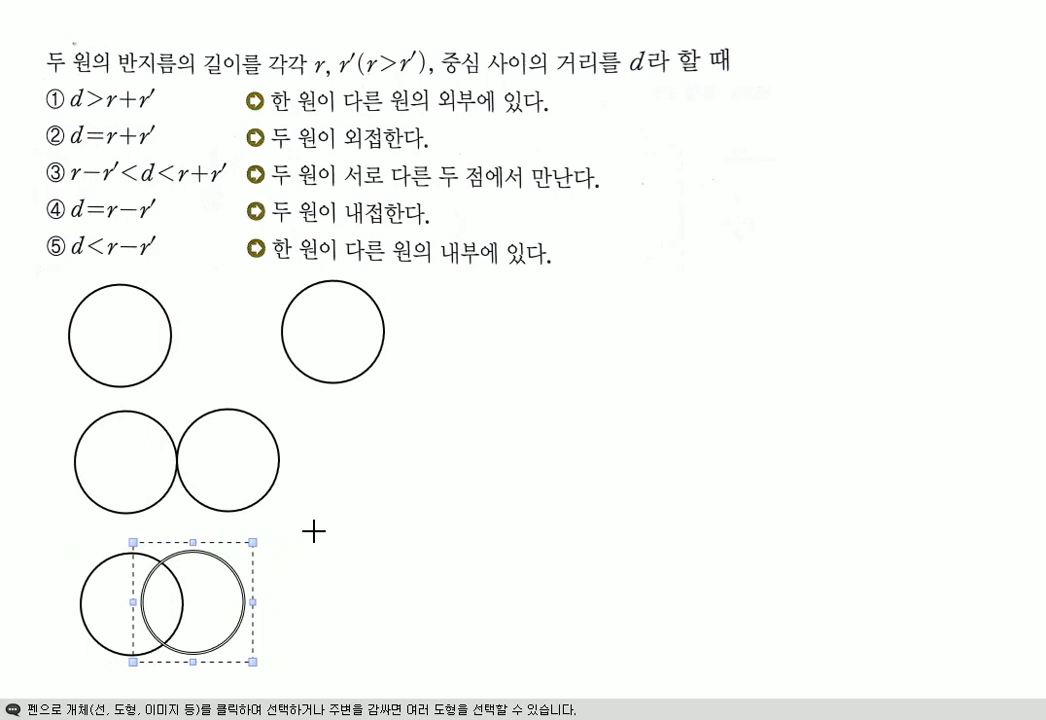 두 원의 반지름의 길이를 각각 r, r′(r>r′), 중심 사이의 거리를 d라 할 때
① d>r+r′ ➲ 한 원이 다른 원의 외부에 있다.
② d=r+r′ ➲ 두 원이 외접한다.
③ r−r′<d<r+r′ ➲ 두 원이 서로 다른 두 점에서 만난다.
④ d=r−r′ ➲ 두 원이 내접한다.
⑤ d<r−r′ ➲ 한 원이 다른 원의 내부에 있다.
펜으로 개체(선, 도형, 이미지 등)를 클릭하여 선택하거나 주변을 감싸면 여러 도형을 선택할 수 있습니다.